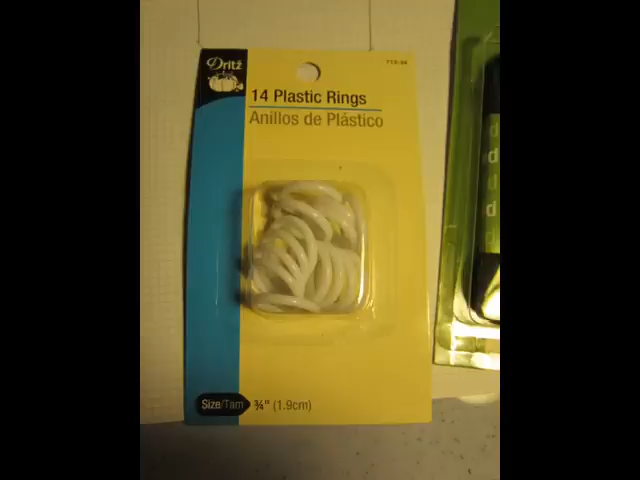 Dritz
14 Plastic Rings
Anillos de Plástico
Size/Tam ¾" (1.9cm)